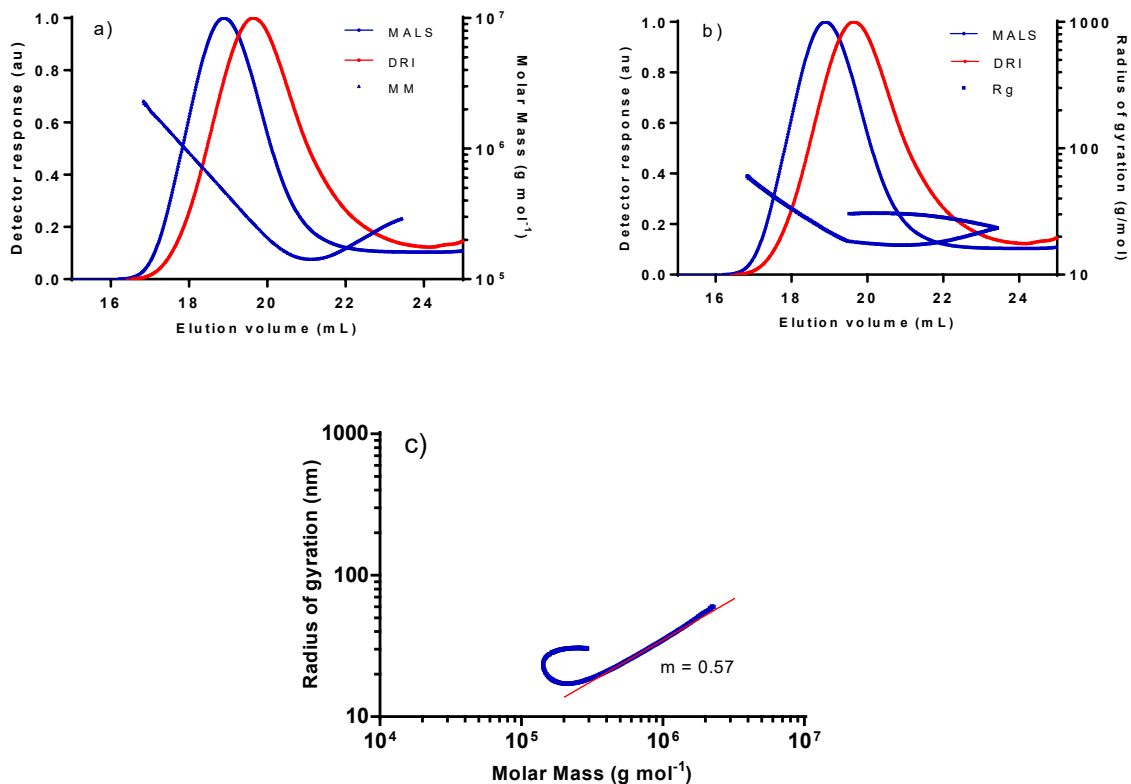 a)
MALS
DRI
MM
Detector response (au)
1.0
0.8
0.6
0.4
0.2
0.0
10⁷
10⁶
10⁵
Molar Mass (g mol⁻¹)
16 18 20 22 24
Elution volume (mL)
b)
MALS
DRI
Rg
Detector response (au)
1.0
0.8
0.6
0.4
0.2
0.0
1000
100
10
Radius of gyration (g/mol)
16 18 20 22 24
Elution volume (mL)
c)
Radius of gyration (nm)
1000
100
10
m = 0.57
10⁴ 10⁵ 10⁶ 10⁷
Molar Mass (g mol⁻¹)